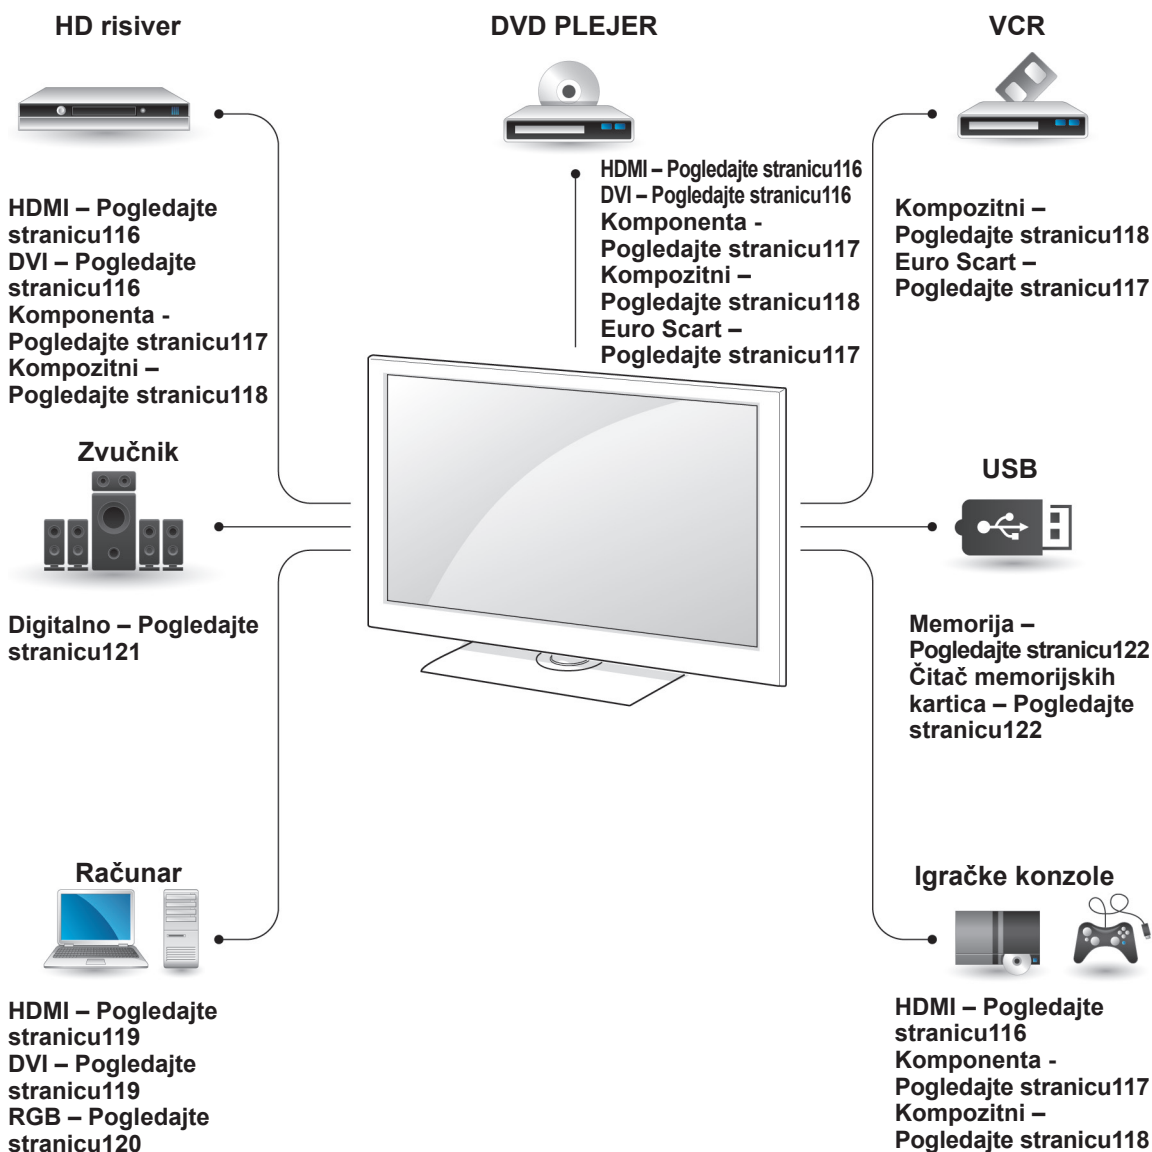 HD risiver
HDMI – Pogledajte
stranicu116
DVI – Pogledajte
stranicu116
Komponenta -
Pogledajte stranicu117
Kompozitni –
Pogledajte stranicu118
DVD PLEJER
HDMI – Pogledajte stranicu116
DVI – Pogledajte stranicu116
Komponenta -
Pogledajte stranicu117
Kompozitni –
Pogledajte stranicu118
Euro Scart –
Pogledajte stranicu117
VCR
Kompozitni –
Pogledajte stranicu118
Euro Scart –
Pogledajte stranicu117
Zvučnik
Digitalno – Pogledajte
stranicu121
USB
Memorija –
Pogledajte stranicu122
Čitač memorijskih
kartica – Pogledajte
stranicu122
Računar
HDMI – Pogledajte
stranicu119
DVI – Pogledajte
stranicu119
RGB – Pogledajte
stranicu120
Igračke konzole
HDMI – Pogledajte
stranicu116
Komponenta -
Pogledajte stranicu117
Kompozitni –
Pogledajte stranicu118